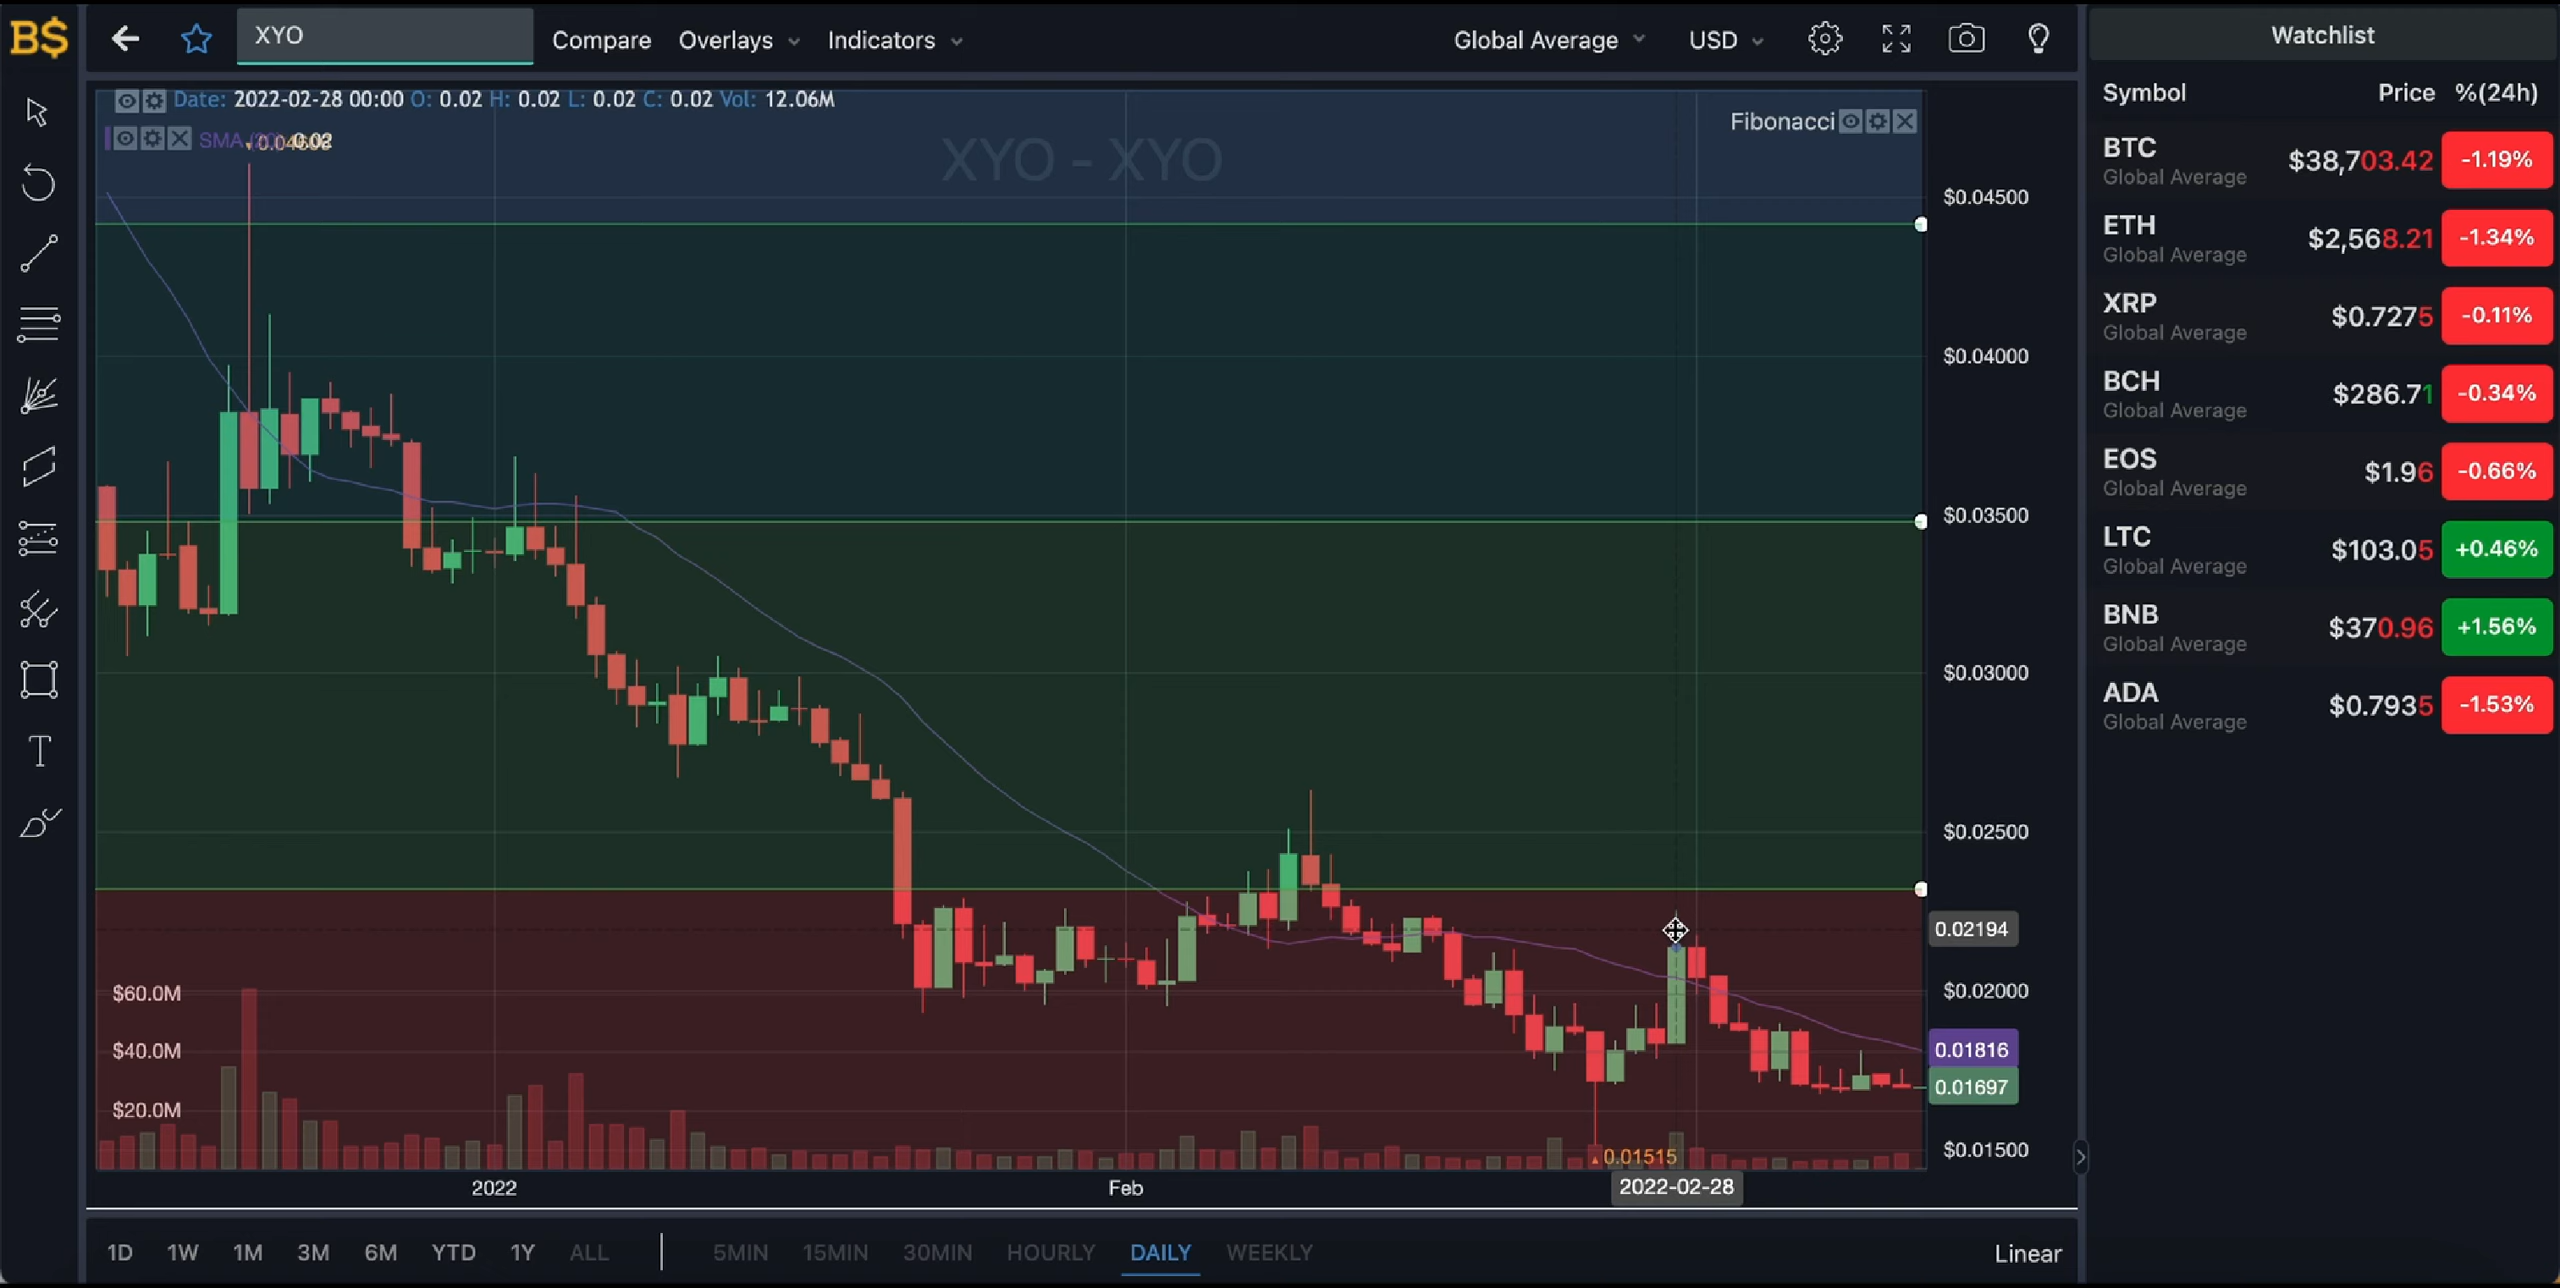 B$
XYO
Compare Overlays Indicators
Global Average USD
Date: 2022-02-28 00:00 O: 0.02 H: 0.02 L: 0.02 C: 0.02 Vol: 12.06M
SMA 0.02
Fibonacci
XYO - XYO
$0.04500
$0.04000
$0.03500
$0.03000
$0.02500
0.02194
$0.02000
0.01816
0.01697
$0.01500
$60.0M
$40.0M
$20.0M
0.01515
2022 Feb 2022-02-28
1D 1W 1M 3M 6M YTD 1Y ALL 5MIN 15MIN 30MIN HOURLY DAILY WEEKLY Linear
Watchlist
Symbol Price %(24h)
BTC $38,703.42 -1.19%
Global Average
ETH $2,568.21 -1.34%
Global Average
XRP $0.7275 -0.11%
Global Average
BCH $286.71 -0.34%
Global Average
EOS $1.96 -0.66%
Global Average
LTC $103.05 +0.46%
Global Average
BNB $370.96 +1.56%
Global Average
ADA $0.7935 -1.53%
Global Average